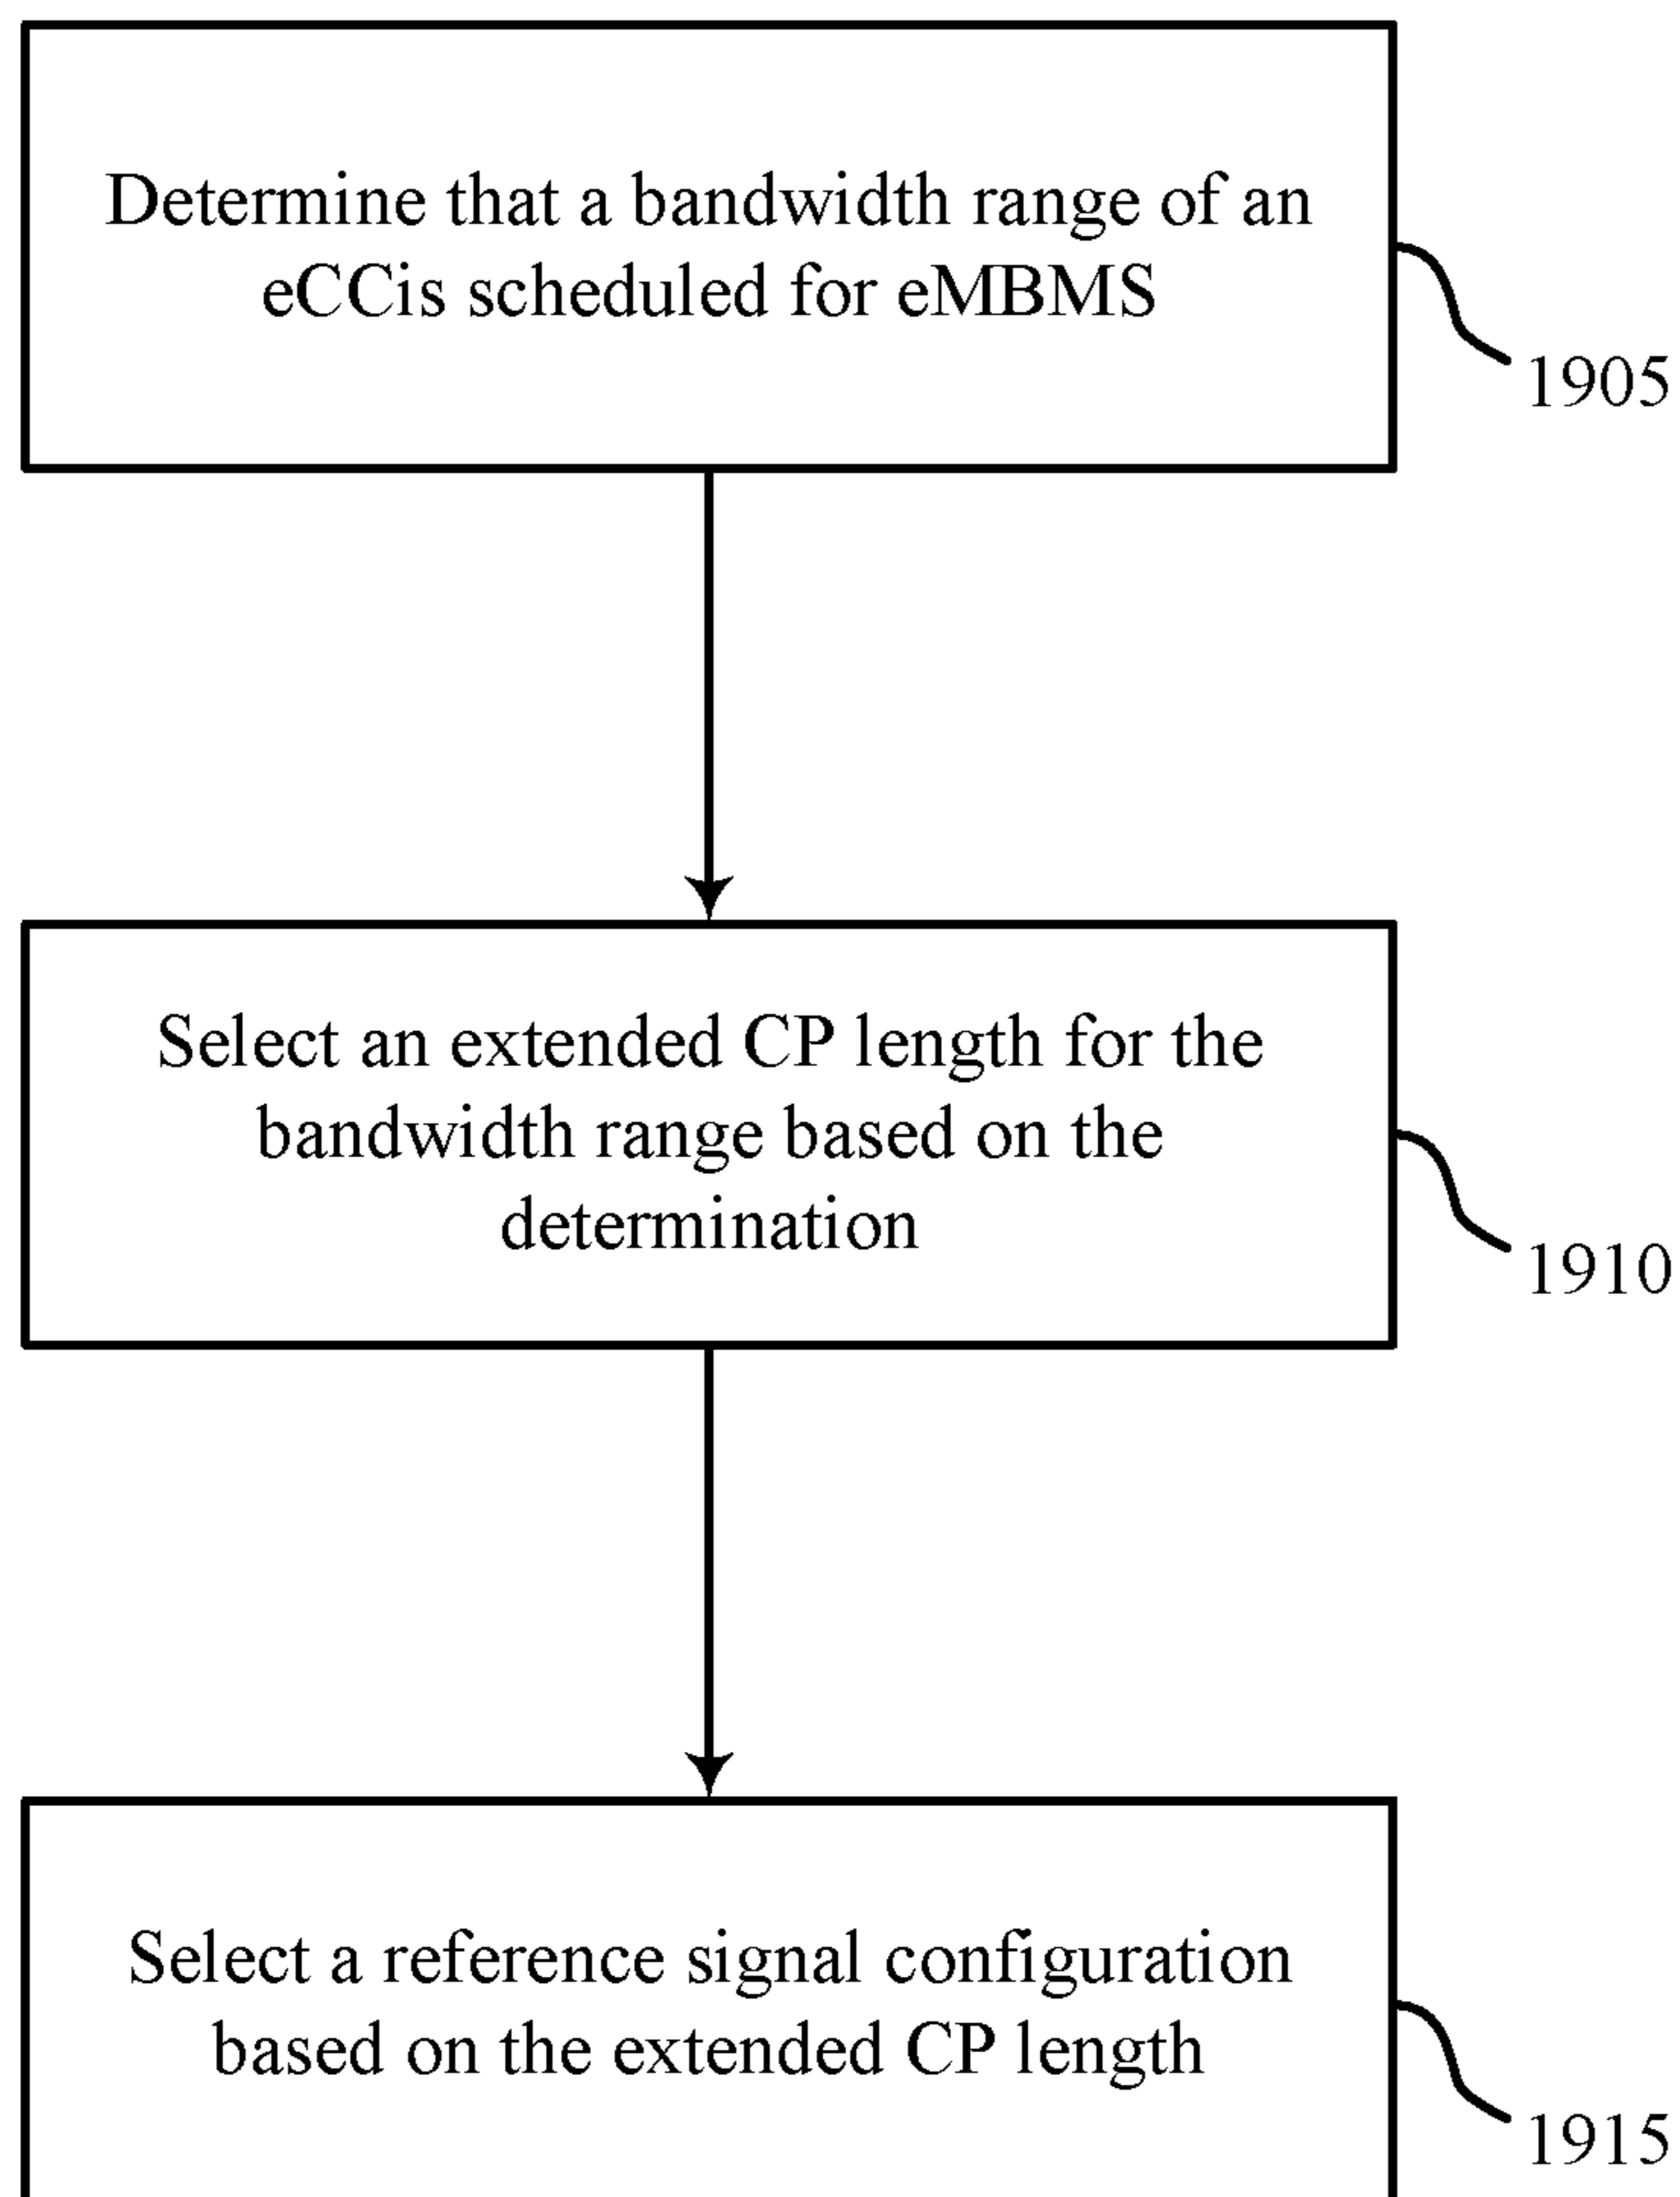 Determine that a bandwidth range of an
eCCis scheduled for eMBMS
1905
Select an extended CP length for the
bandwidth range based on the
determination
1910
Select a reference signal configuration
based on the extended CP length
1915